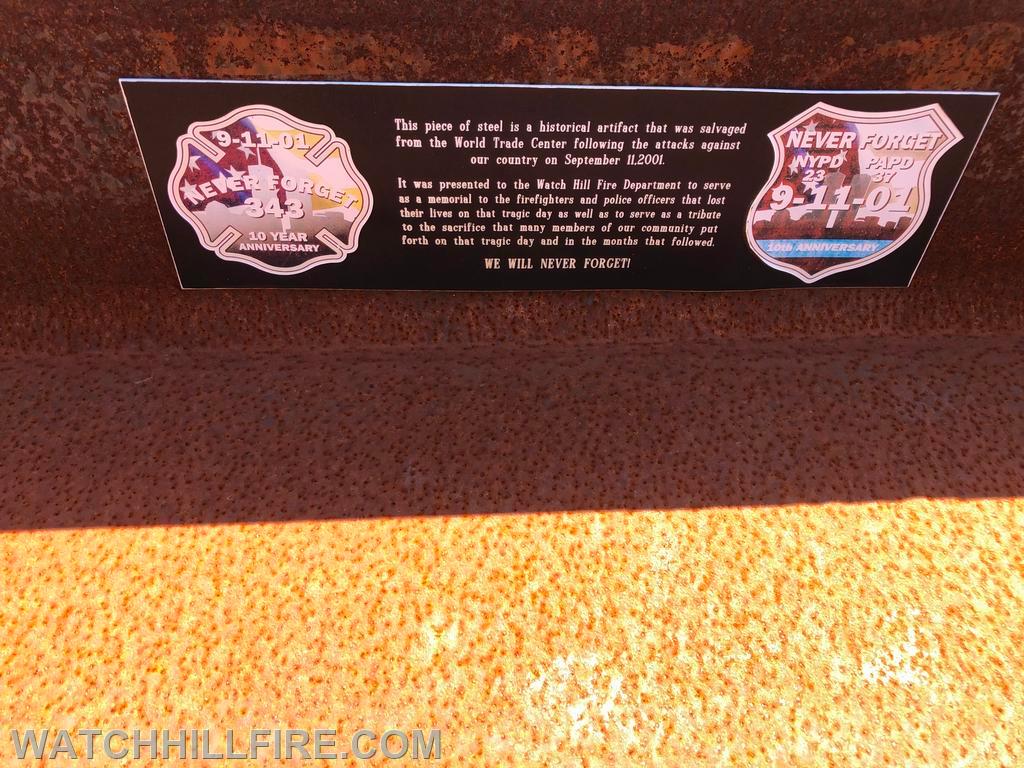 9-11-01
NEVER FORGET
343
10 YEAR
ANNIVERSARY
This piece of steel is a historical artifact that was salvaged
from the World Trade Center following the attacks against
our country on September 11,2001.
It was presented to the Watch Hill Fire Department to serve
as a memorial to the firefighters and police officers that lost
their lives on that tragic day as well as to serve as a tribute
to the sacrifice that many members of our community put
forth on that tragic day and in the months that followed.
WE WILL NEVER FORGET!
NEVER FORGET
NYPD PAPD
23 37
9-11-01
10th ANNIVERSARY
WATCHHILLFIRE.COM